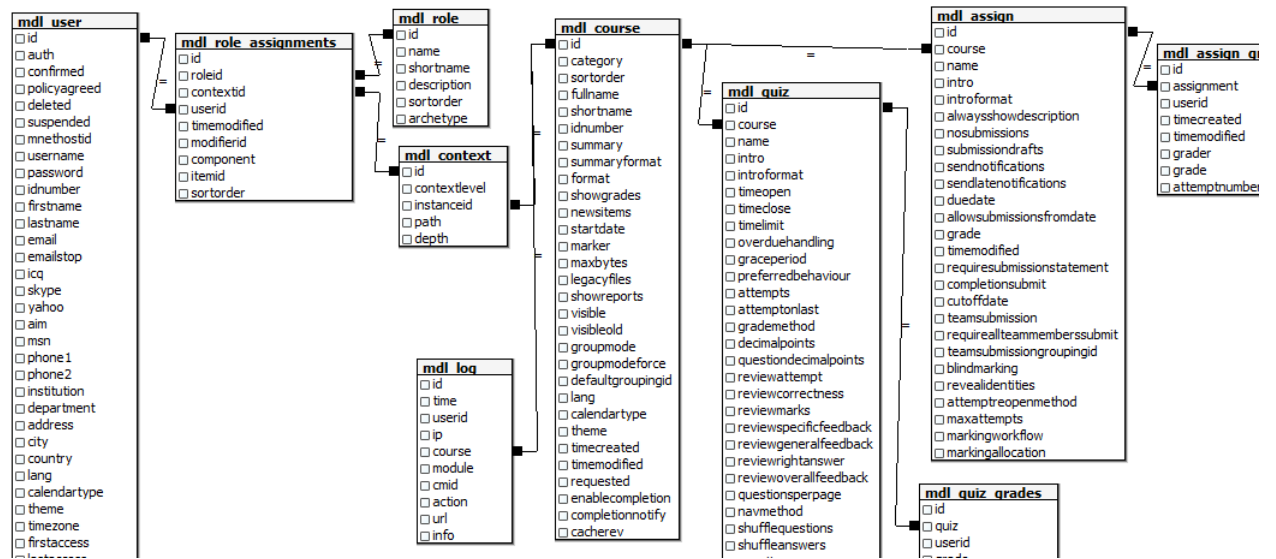 mdl_user
id
auth
confirmed
policyagreed
deleted
suspended
mnethostid
username
password
idnumber
firstname
lastname
email
emailstop
icq
skype
yahoo
aim
msn
phone1
phone2
institution
department
address
city
country
lang
calendartype
theme
timezone
firstaccess
mdl_role_assignments
id
roleid
contextid
userid
timemodified
modifierid
component
itemid
sortorder
mdl_role
id
name
shortname
description
sortorder
archetype
mdl_context
id
contextlevel
instanceid
path
depth
mdl_log
id
time
userid
ip
course
module
cmid
action
url
info
mdl_course
id
category
sortorder
fullname
shortname
idnumber
summary
summaryformat
format
showgrades
newsitems
startdate
marker
maxbytes
legacyfiles
showreports
visible
visibleold
groupmode
groupmodeforce
defaultgroupingid
lang
calendartype
theme
timecreated
timemodified
requested
enablecompletion
completionnotify
cacherev
mdl_quiz
id
course
name
intro
introformat
timeopen
timeclose
timelimit
overduehandling
graceperiod
preferredbehaviour
attempts
attemptonlast
grademethod
decimalpoints
questiondecimalpoints
reviewattempt
reviewcorrectness
reviewmarks
reviewspecificfeedback
reviewgeneralfeedback
reviewrightanswer
reviewoverallfeedback
questionsperpage
navmethod
shufflequestions
shuffleanswers
mdl_assign
id
course
name
intro
introformat
alwaysshowdescription
nosubmissions
submissiondrafts
sendnotifications
sendlatenotifications
duedate
allowsubmissionsfromdate
grade
timemodified
requiresubmissionstatement
completionsubmit
cutoffdate
teamsubmission
requireallteammemberssubmit
teamsubmissiongroupingid
blindmarking
revealidentities
attemptreopenmethod
maxattempts
markingworkflow
markingallocation
mdl_quiz_grades
id
quiz
userid
mdl_assign_gr
id
assignment
userid
timecreated
timemodified
grader
grade
attemptnumber